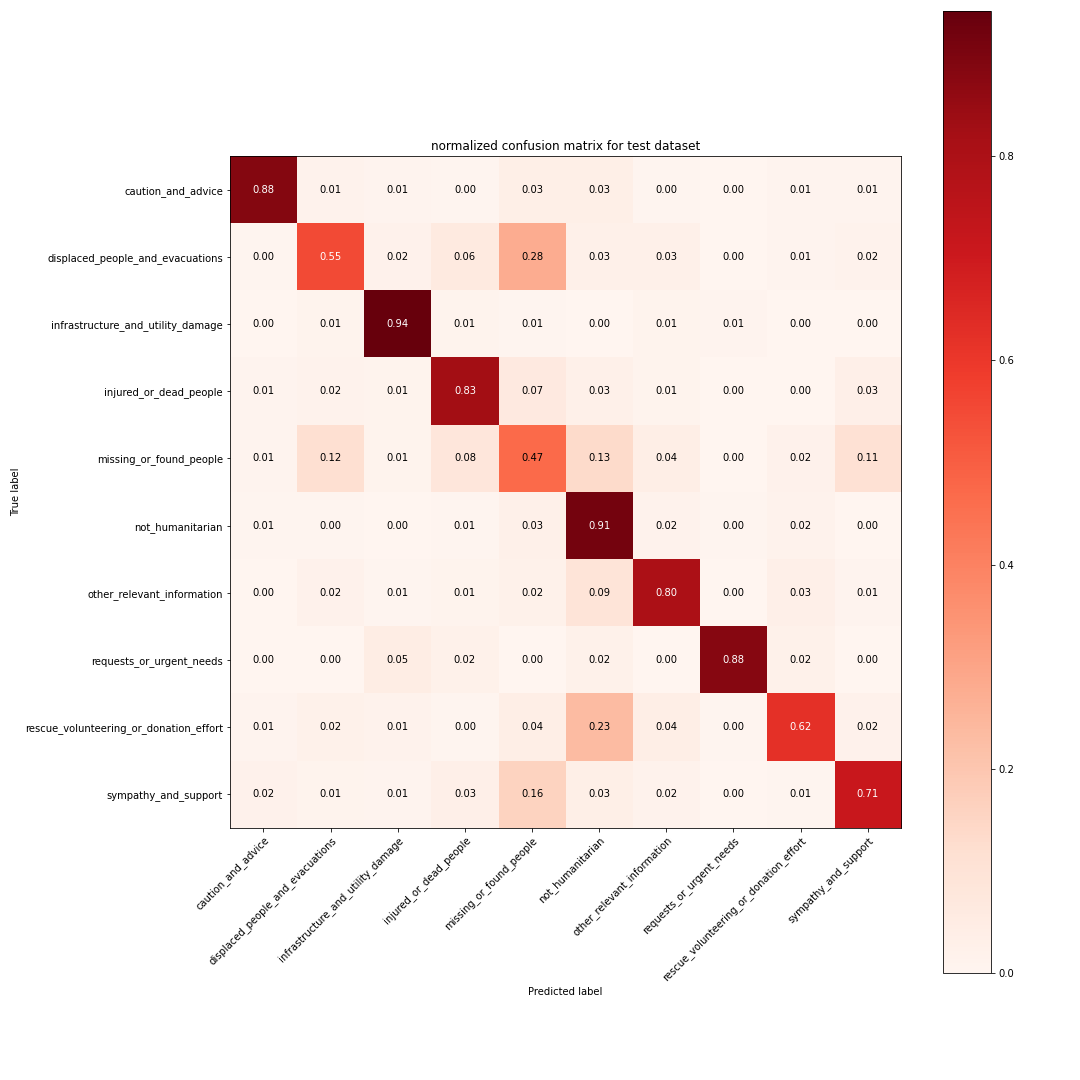 normalized confusion matrix for test dataset
caution_and_advice 0.88 0.01 0.01 0.00 0.03 0.03 0.00 0.00 0.01 0.01
displaced_people_and_evacuations 0.00 0.55 0.02 0.06 0.28 0.03 0.03 0.00 0.01 0.02
infrastructure_and_utility_damage 0.00 0.01 0.94 0.01 0.01 0.00 0.01 0.01 0.00 0.00
injured_or_dead_people 0.01 0.02 0.01 0.83 0.07 0.03 0.01 0.00 0.00 0.03
missing_or_found_people 0.01 0.12 0.01 0.08 0.47 0.13 0.04 0.00 0.02 0.11
not_humanitarian 0.01 0.00 0.00 0.01 0.03 0.91 0.02 0.00 0.02 0.00
other_relevant_information 0.00 0.02 0.01 0.01 0.02 0.09 0.80 0.00 0.03 0.01
requests_or_urgent_needs 0.00 0.00 0.05 0.02 0.00 0.02 0.00 0.88 0.02 0.00
rescue_volunteering_or_donation_effort 0.01 0.02 0.01 0.00 0.04 0.23 0.04 0.00 0.62 0.02
sympathy_and_support 0.02 0.01 0.01 0.03 0.16 0.03 0.02 0.00 0.01 0.71
True label
caution_and_advice
displaced_people_and_evacuations
infrastructure_and_utility_damage
injured_or_dead_people
missing_or_found_people
not_humanitarian
other_relevant_information
requests_or_urgent_needs
rescue_volunteering_or_donation_effort
sympathy_and_support
Predicted label
0.8
0.6
0.4
0.2
0.0